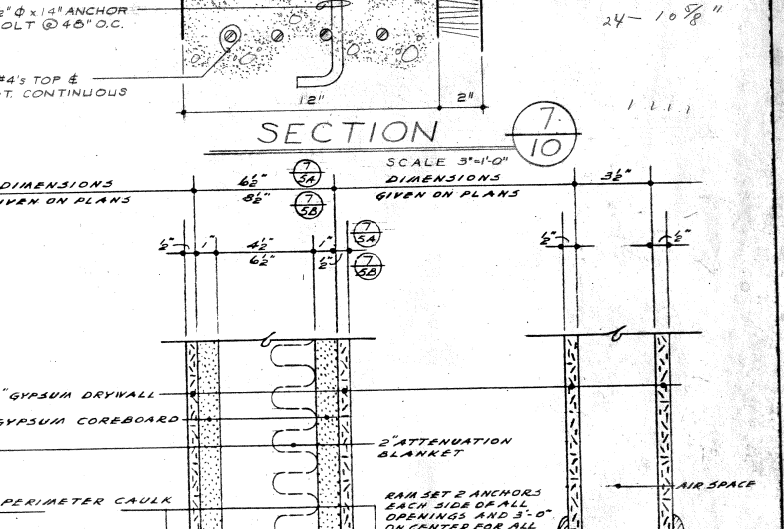 2" Ø x 14" ANCHOR
OLT @ 48" O.C.
24- 10 5/8"
#4's TOP &
T. CONTINUOUS
12"
2"
SECTION
7
10
SCALE 3"=1'-0"
DIMENSIONS
GIVEN ON PLANS
6½"
8½"
7
5A
7
5B
DIMENSIONS
GIVEN ON PLANS
3½"
½"
1"
4½"
6½"
1"
½"
7
5A
7
5B
½"
½"
" GYPSUM DRYWALL
GYPSUM COREBOARD
2" ATTENUATION
BLANKET
PERIMETER CAULK
RAM SET 2 ANCHORS
EACH SIDE OF ALL
OPENINGS AND 3'-0"
ON CENTER FOR ALL
AIR SPACE